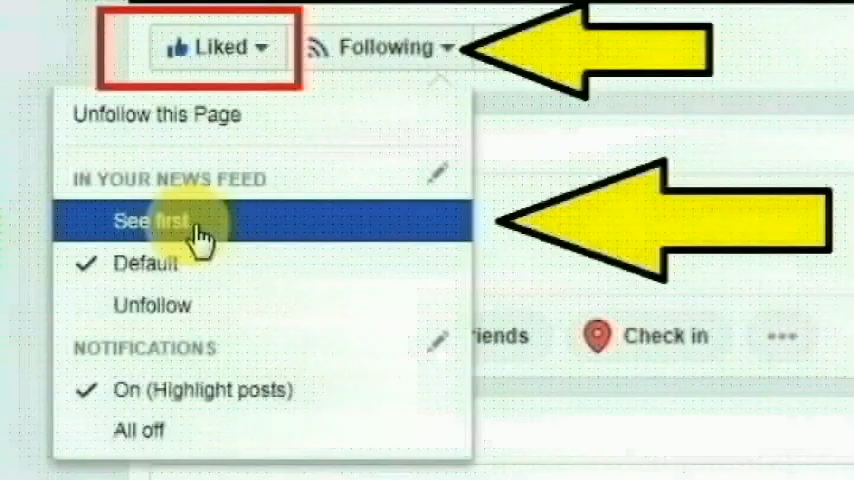 Liked Following
Unfollow this Page
IN YOUR NEWS FEED
See first
Default
Unfollow
NOTIFICATIONS
On (Highlight posts)
All off
riends Check in